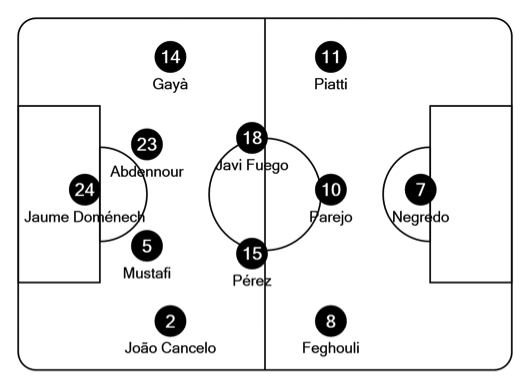 14
Gayà
11
Piatti
23
Abdennour
18
Javi Fuego
24
Jaume Doménech
10
Parejo
7
Negredo
5
Mustafi
15
Pérez
2
João Cancelo
8
Feghouli